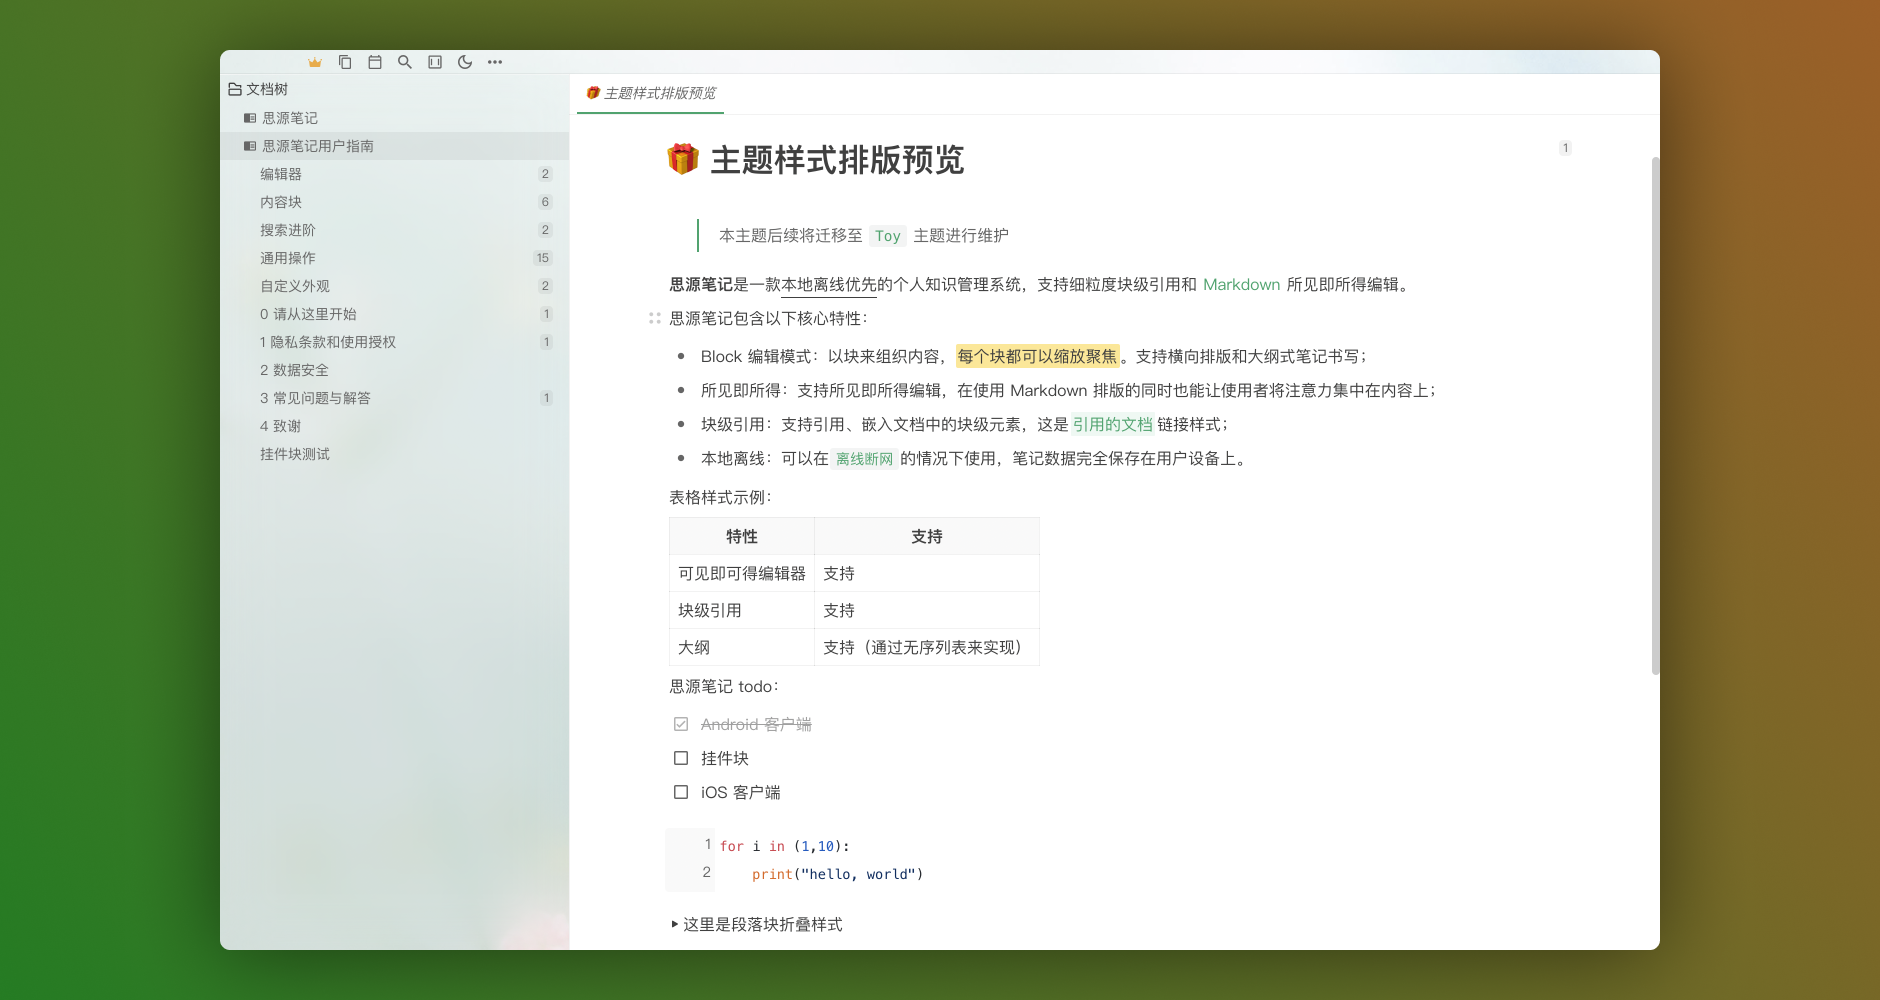 文档树
思源笔记
思源笔记用户指南
编辑器 2
内容块 6
搜索进阶 2
通用操作 15
自定义外观 2
0 请从这里开始 1
1 隐私条款和使用授权 1
2 数据安全
3 常见问题与解答 1
4 致谢
挂件块测试
主题样式排版预览
主题样式排版预览
1
本主题后续将迁移至 Toy 主题进行维护
思源笔记是一款本地离线优先的个人知识管理系统，支持细粒度块级引用和 Markdown 所见即所得编辑。
思源笔记包含以下核心特性：
Block 编辑模式：以块来组织内容，每个块都可以缩放聚焦。支持横向排版和大纲式笔记书写；
所见即所得：支持所见即所得编辑，在使用 Markdown 排版的同时也能让使用者将注意力集中在内容上；
块级引用：支持引用、嵌入文档中的块级元素，这是引用的文档链接样式；
本地离线：可以在 离线断网 的情况下使用，笔记数据完全保存在用户设备上。
表格样式示例：
特性 支持
可见即可得编辑器 支持
块级引用 支持
大纲 支持（通过无序列表来实现）
思源笔记 todo：
Android 客户端
挂件块
iOS 客户端
1 for i in (1,10):
2 print("hello, world")
这里是段落块折叠样式